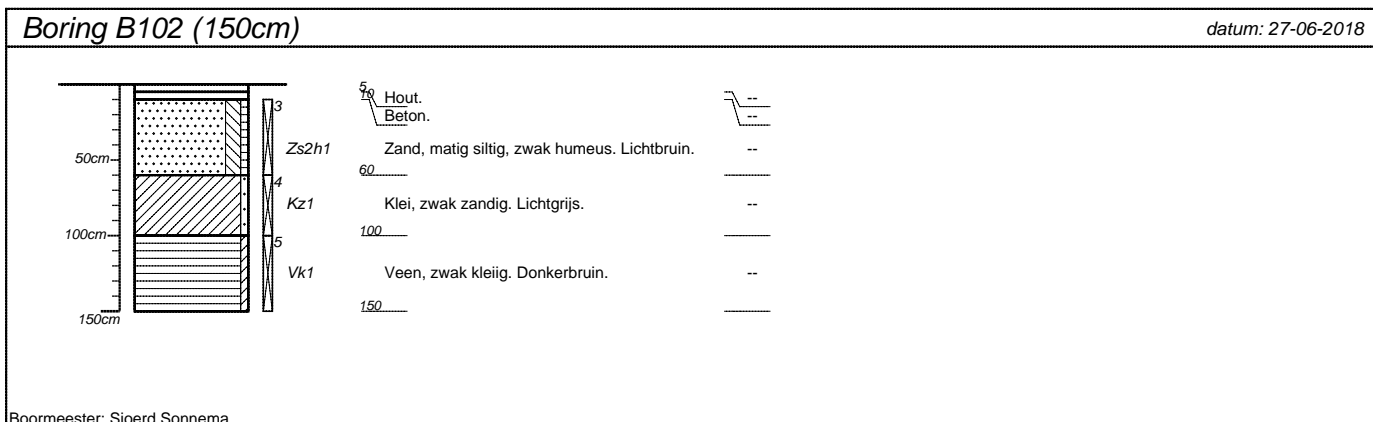 Boring B102 (150cm) datum: 27-06-2018
5
10 Hout. --
Beton. --
3
Zs2h1 Zand, matig siltig, zwak humeus. Lichtbruin. --
50cm
60
4
Kz1 Klei, zwak zandig. Lichtgrijs. --
100cm 100
5
Vk1 Veen, zwak kleiig. Donkerbruin. --
150cm 150
Boormeester: Sjoerd Sonnema